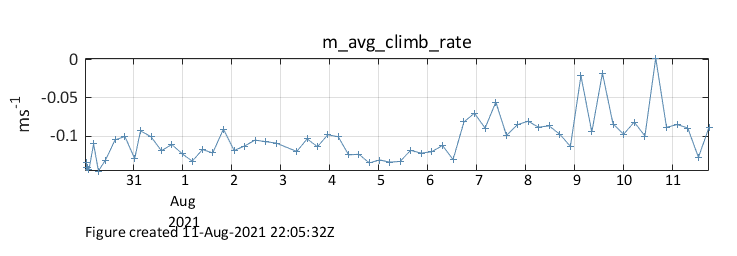 m_avg_climb_rate
0
-0.05
-0.1
ms-1
31 1 2 3 4 5 6 7 8 9 10 11
Aug
2021
Figure created 11-Aug-2021 22:05:32Z